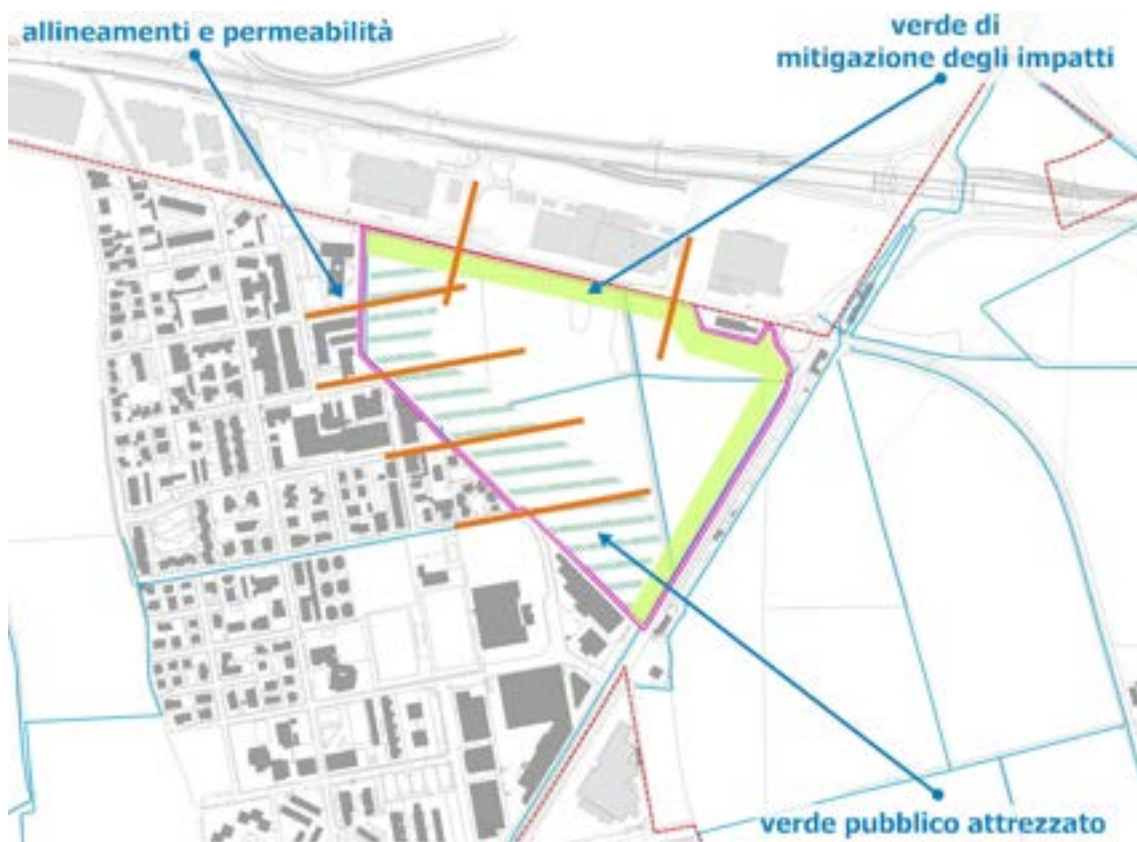 allineamenti e permeabilità
verde di
mitigazione degli impatti
verde pubblico attrezzato